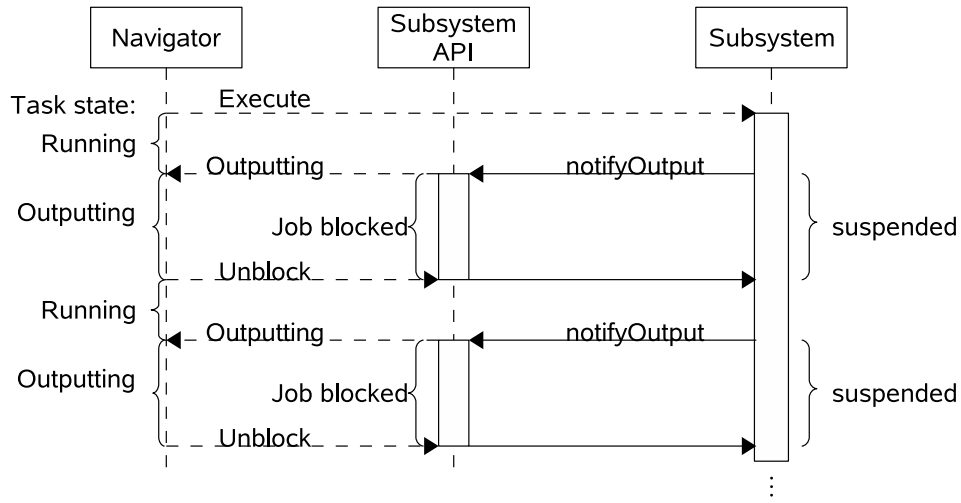 Navigator
Subsystem
API
Subsystem
Task state:
Execute
Running
Outputting
notifyOutput
Outputting
Job blocked
suspended
Unblock
Running
Outputting
notifyOutput
Outputting
Job blocked
suspended
Unblock
...